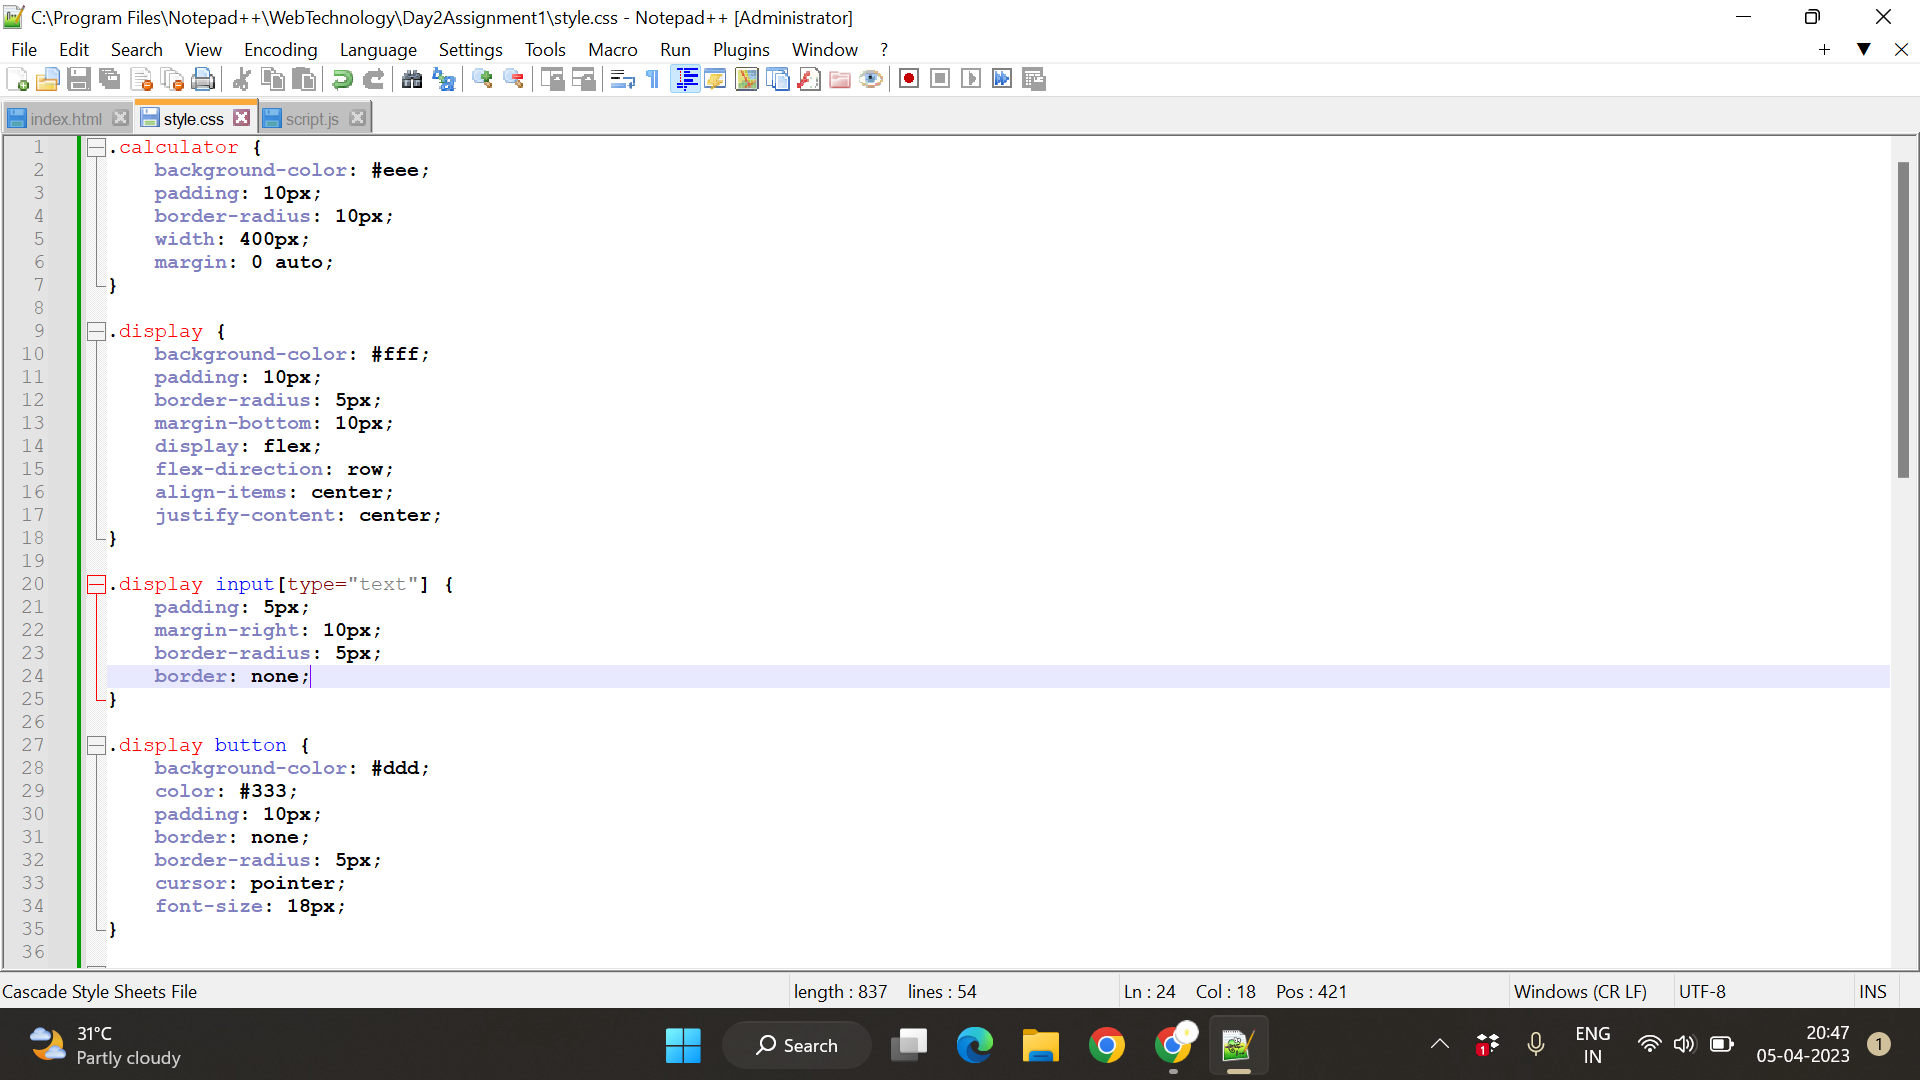 C:\Program Files\Notepad++\WebTechnology\Day2Assignment1\style.css - Notepad++ [Administrator]
File Edit Search View Encoding Language Settings Tools Macro Run Plugins Window ?
index.html style.css script.js
1 .calculator {
2 background-color: #eee;
3 padding: 10px;
4 border-radius: 10px;
5 width: 400px;
6 margin: 0 auto;
7 }
8
9 .display {
10 background-color: #fff;
11 padding: 10px;
12 border-radius: 5px;
13 margin-bottom: 10px;
14 display: flex;
15 flex-direction: row;
16 align-items: center;
17 justify-content: center;
18 }
19
20 .display input[type="text"] {
21 padding: 5px;
22 margin-right: 10px;
23 border-radius: 5px;
24 border: none;
25 }
26
27 .display button {
28 background-color: #ddd;
29 color: #333;
30 padding: 10px;
31 border: none;
32 border-radius: 5px;
33 cursor: pointer;
34 font-size: 18px;
35 }
36
Cascade Style Sheets File length : 837 lines : 54 Ln : 24 Col : 18 Pos : 421 Windows (CR LF) UTF-8 INS
31°C
Partly cloudy
Search
1
ENG
IN
20:47
05-04-2023
1